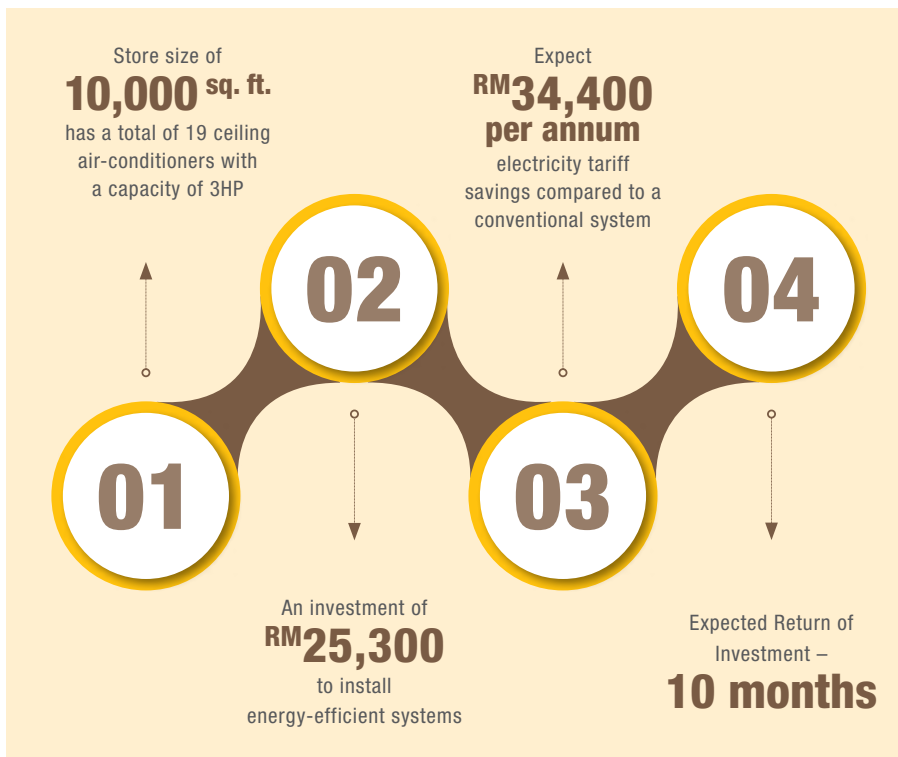 Store size of
10,000 sq. ft.
has a total of 19 ceiling
air-conditioners with
a capacity of 3HP
01
02
An investment of
RM25,300
to install
energy-efficient systems
Expect
RM34,400
per annum
electricity tariff
savings compared to a
conventional system
03
04
Expected Return of
Investment –
10 months